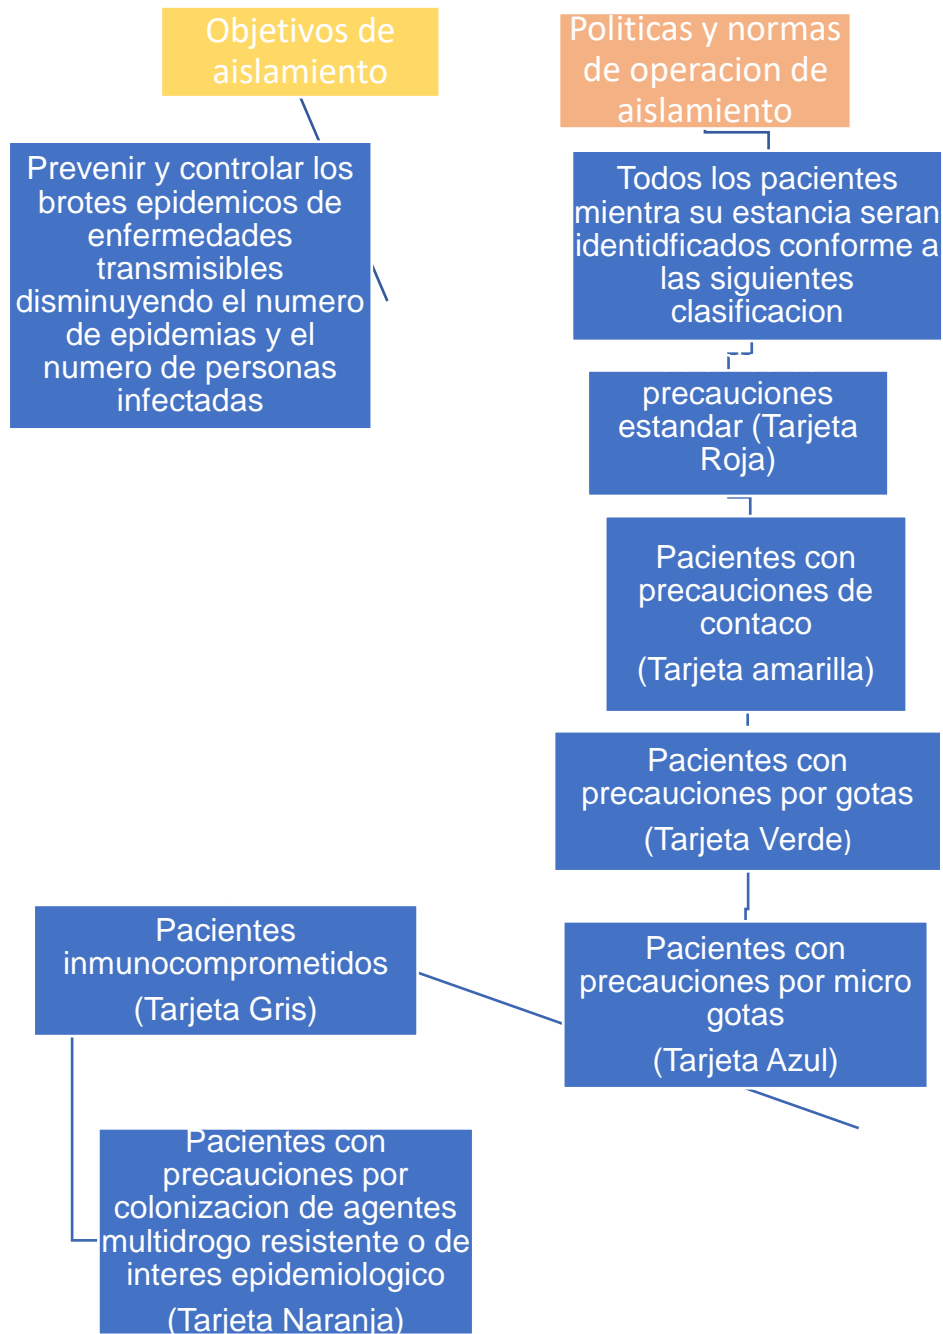 Objetivos de
aislamiento
Prevenir y controlar los
brotes epidemicos de
enfermedades
transmisibles
disminuyendo el numero
de epidemias y el
numero de personas
infectadas
Politicas y normas
de operacion de
aislamiento
Todos los pacientes
mientra su estancia seran
identidficados conforme a
las siguientes
clasificacion
precauciones
estandar (Tarjeta
Roja)
Pacientes con
precauciones de
contaco
(Tarjeta amarilla)
Pacientes con
precauciones por gotas
(Tarjeta Verde)
Pacientes con
precauciones por micro
gotas
(Tarjeta Azul)
Pacientes
inmunocomprometidos
(Tarjeta Gris)
Pacientes con
precauciones por
colonizacion de agentes
multidrogo resistente o de
interes epidemiologico
(Tarjeta Naranja)